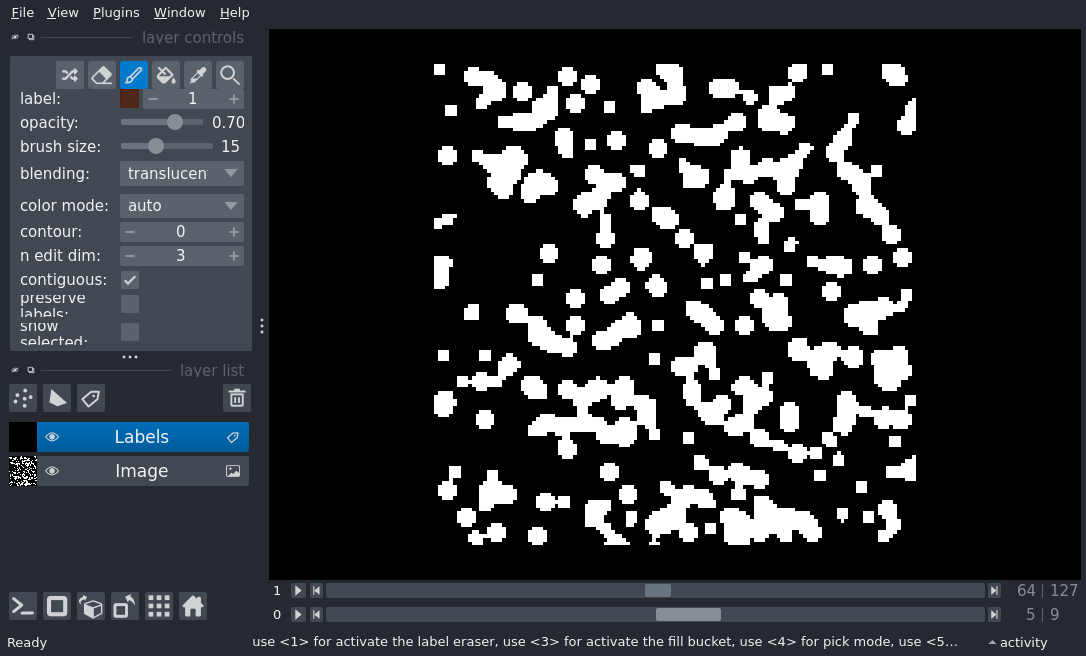 File View Plugins Window Help
layer controls
label: 1
opacity: 0.70
brush size: 15
blending: translucen
color mode: auto
contour: 0
n edit dim: 3
contiguous:
preserve
labels:
show
selected:
layer list
Labels
Image
1 64 127
0 5 9
Ready use <1> for activate the label eraser, use <3> for activate the fill bucket, use <4> for pick mode, use <5... activity